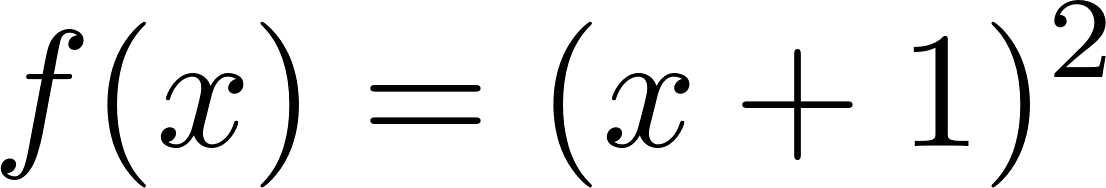 f(x) = (x + 1)²